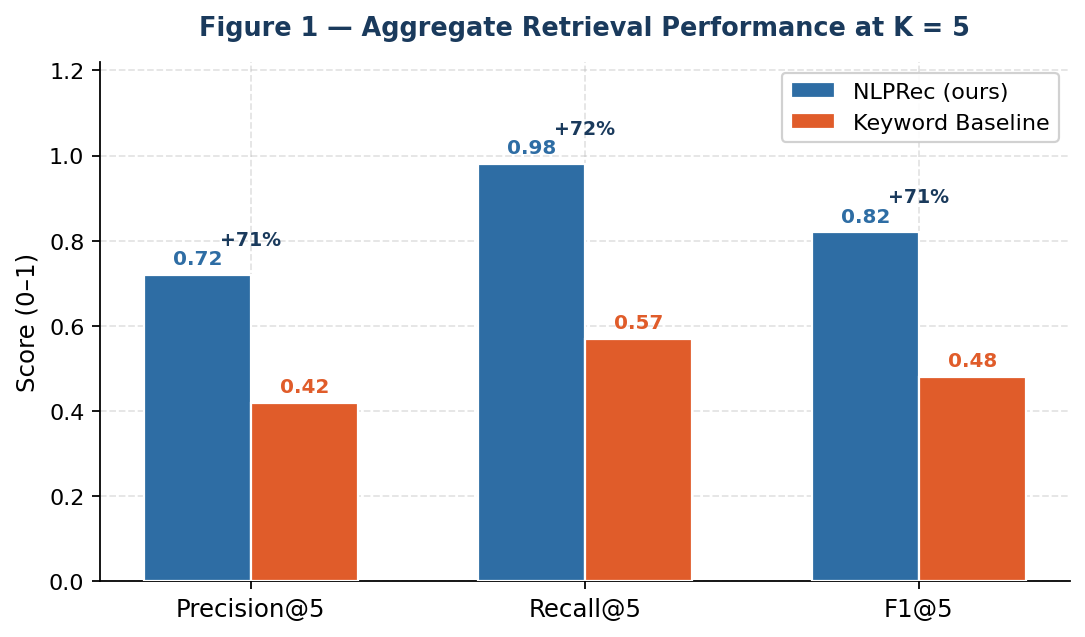 Figure 1 — Aggregate Retrieval Performance at K = 5
NLPRec (ours)
Keyword Baseline
Score (0–1)
1.2
1.0
0.8
0.6
0.4
0.2
0.0
+71%
0.72
0.42
+72%
0.98
0.57
+71%
0.82
0.48
Precision@5
Recall@5
F1@5